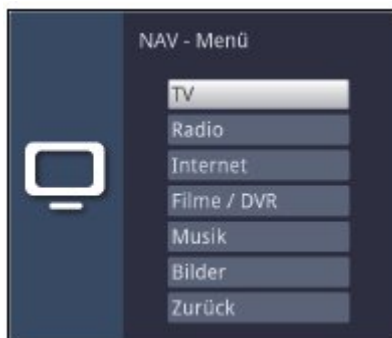 NAV - Menü
TV
Radio
Internet
Filme / DVR
Musik
Bilder
Zurück